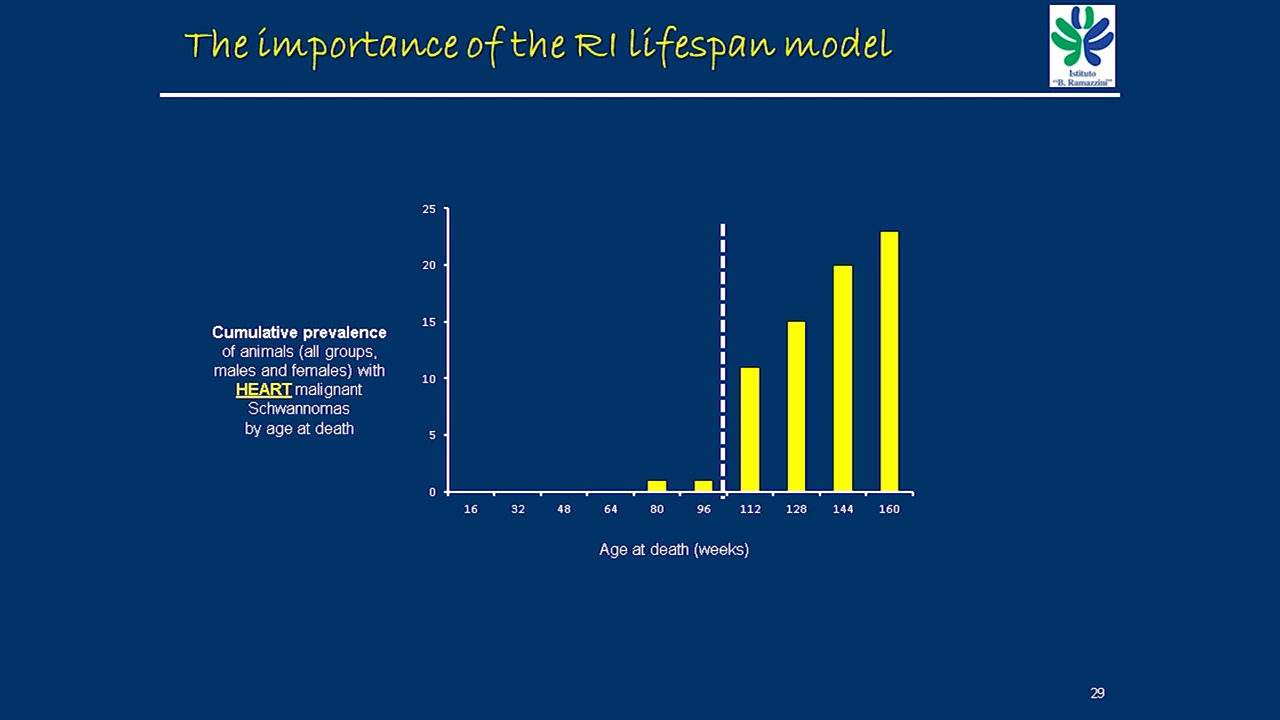 The importance of the RI lifespan model
Istituto
"B. Ramazzini"
25
20
15
10
5
0
Cumulative prevalence
of animals (all groups,
males and females) with
HEART malignant
Schwannomas
by age at death
16 32 48 64 80 96 112 128 144 160
Age at death (weeks)
29